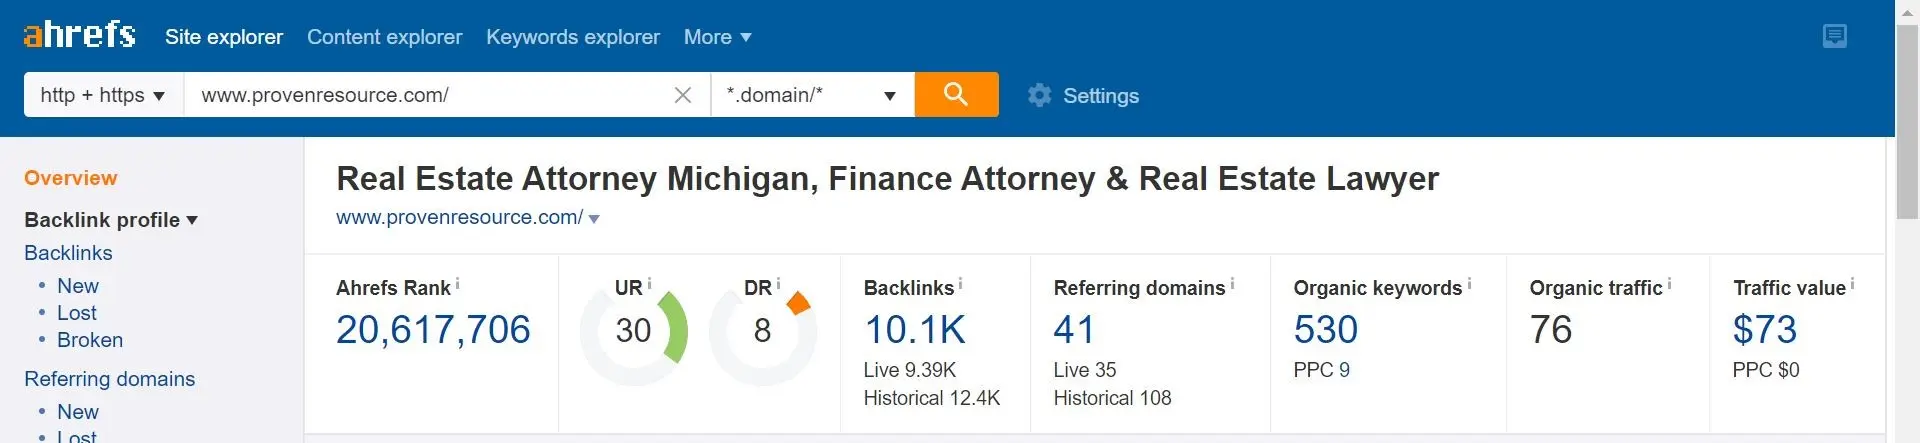 ahrefs Site explorer Content explorer Keywords explorer More
http + https www.provenresource.com/ *.domain/* Settings
Overview
Backlink profile
Backlinks
• New
• Lost
• Broken
Referring domains
• New
• Lost
Real Estate Attorney Michigan, Finance Attorney & Real Estate Lawyer
www.provenresource.com/
Ahrefs Rank i
20,617,706
UR i
30
DR i
8
Backlinks i
10.1K
Live 9.39K
Historical 12.4K
Referring domains i
41
Live 35
Historical 108
Organic keywords i
530
PPC 9
Organic traffic i
76
Traffic value i
$73
PPC $0